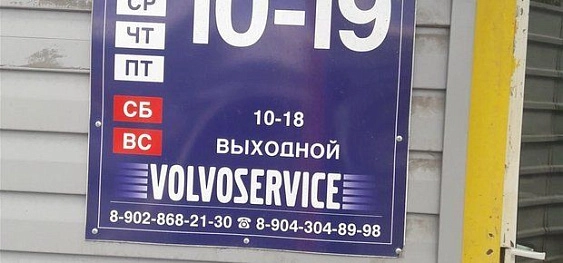 СР 10-19
ЧТ
ПТ
СБ 10-18
ВС ВЫХОДНОЙ
VOLVOSERVICE
8-902-868-21-30 ☎ 8-904-304-89-98